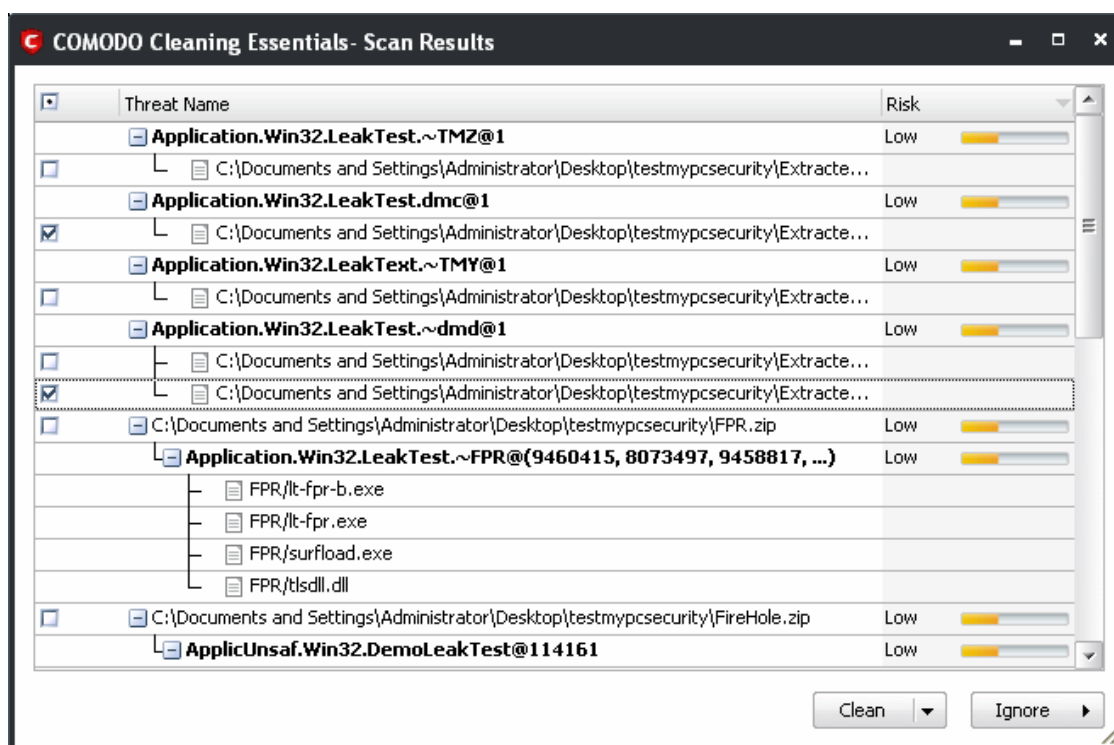 COMODO Cleaning Essentials- Scan Results
Threat Name Risk
Application.Win32.LeakTest.~TMZ@1 Low
C:\Documents and Settings\Administrator\Desktop\testmypcsecurity\Extracte...
Application.Win32.LeakTest.dmc@1 Low
C:\Documents and Settings\Administrator\Desktop\testmypcsecurity\Extracte...
Application.Win32.LeakText.~TMY@1 Low
C:\Documents and Settings\Administrator\Desktop\testmypcsecurity\Extracte...
Application.Win32.LeakTest.~dmd@1 Low
C:\Documents and Settings\Administrator\Desktop\testmypcsecurity\Extracte...
C:\Documents and Settings\Administrator\Desktop\testmypcsecurity\Extracte...
C:\Documents and Settings\Administrator\Desktop\testmypcsecurity\FPR.zip Low
Application.Win32.LeakTest.~FPR@(9460415, 8073497, 9458817, ...) Low
FPR/lt-fpr-b.exe
FPR/lt-fpr.exe
FPR/surfload.exe
FPR/tlsdll.dll
C:\Documents and Settings\Administrator\Desktop\testmypcsecurity\FireHole.zip Low
ApplicUnsaf.Win32.DemoLeakTest@114161 Low
Clean Ignore